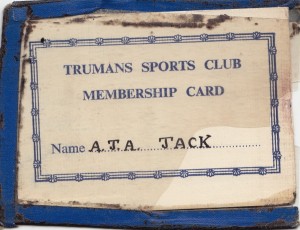 TRUMANS SPORTS CLUB
MEMBERSHIP CARD
Name A.T.A. JACK